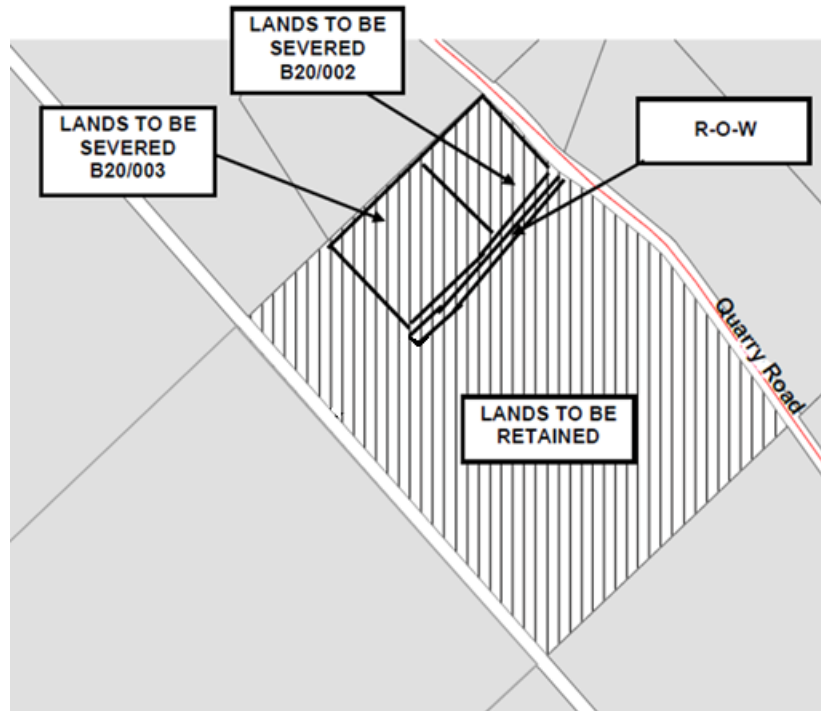 LANDS TO BE
SEVERED
B20/002
LANDS TO BE
SEVERED
B20/003
R-O-W
Quarry Road
LANDS TO BE
RETAINED